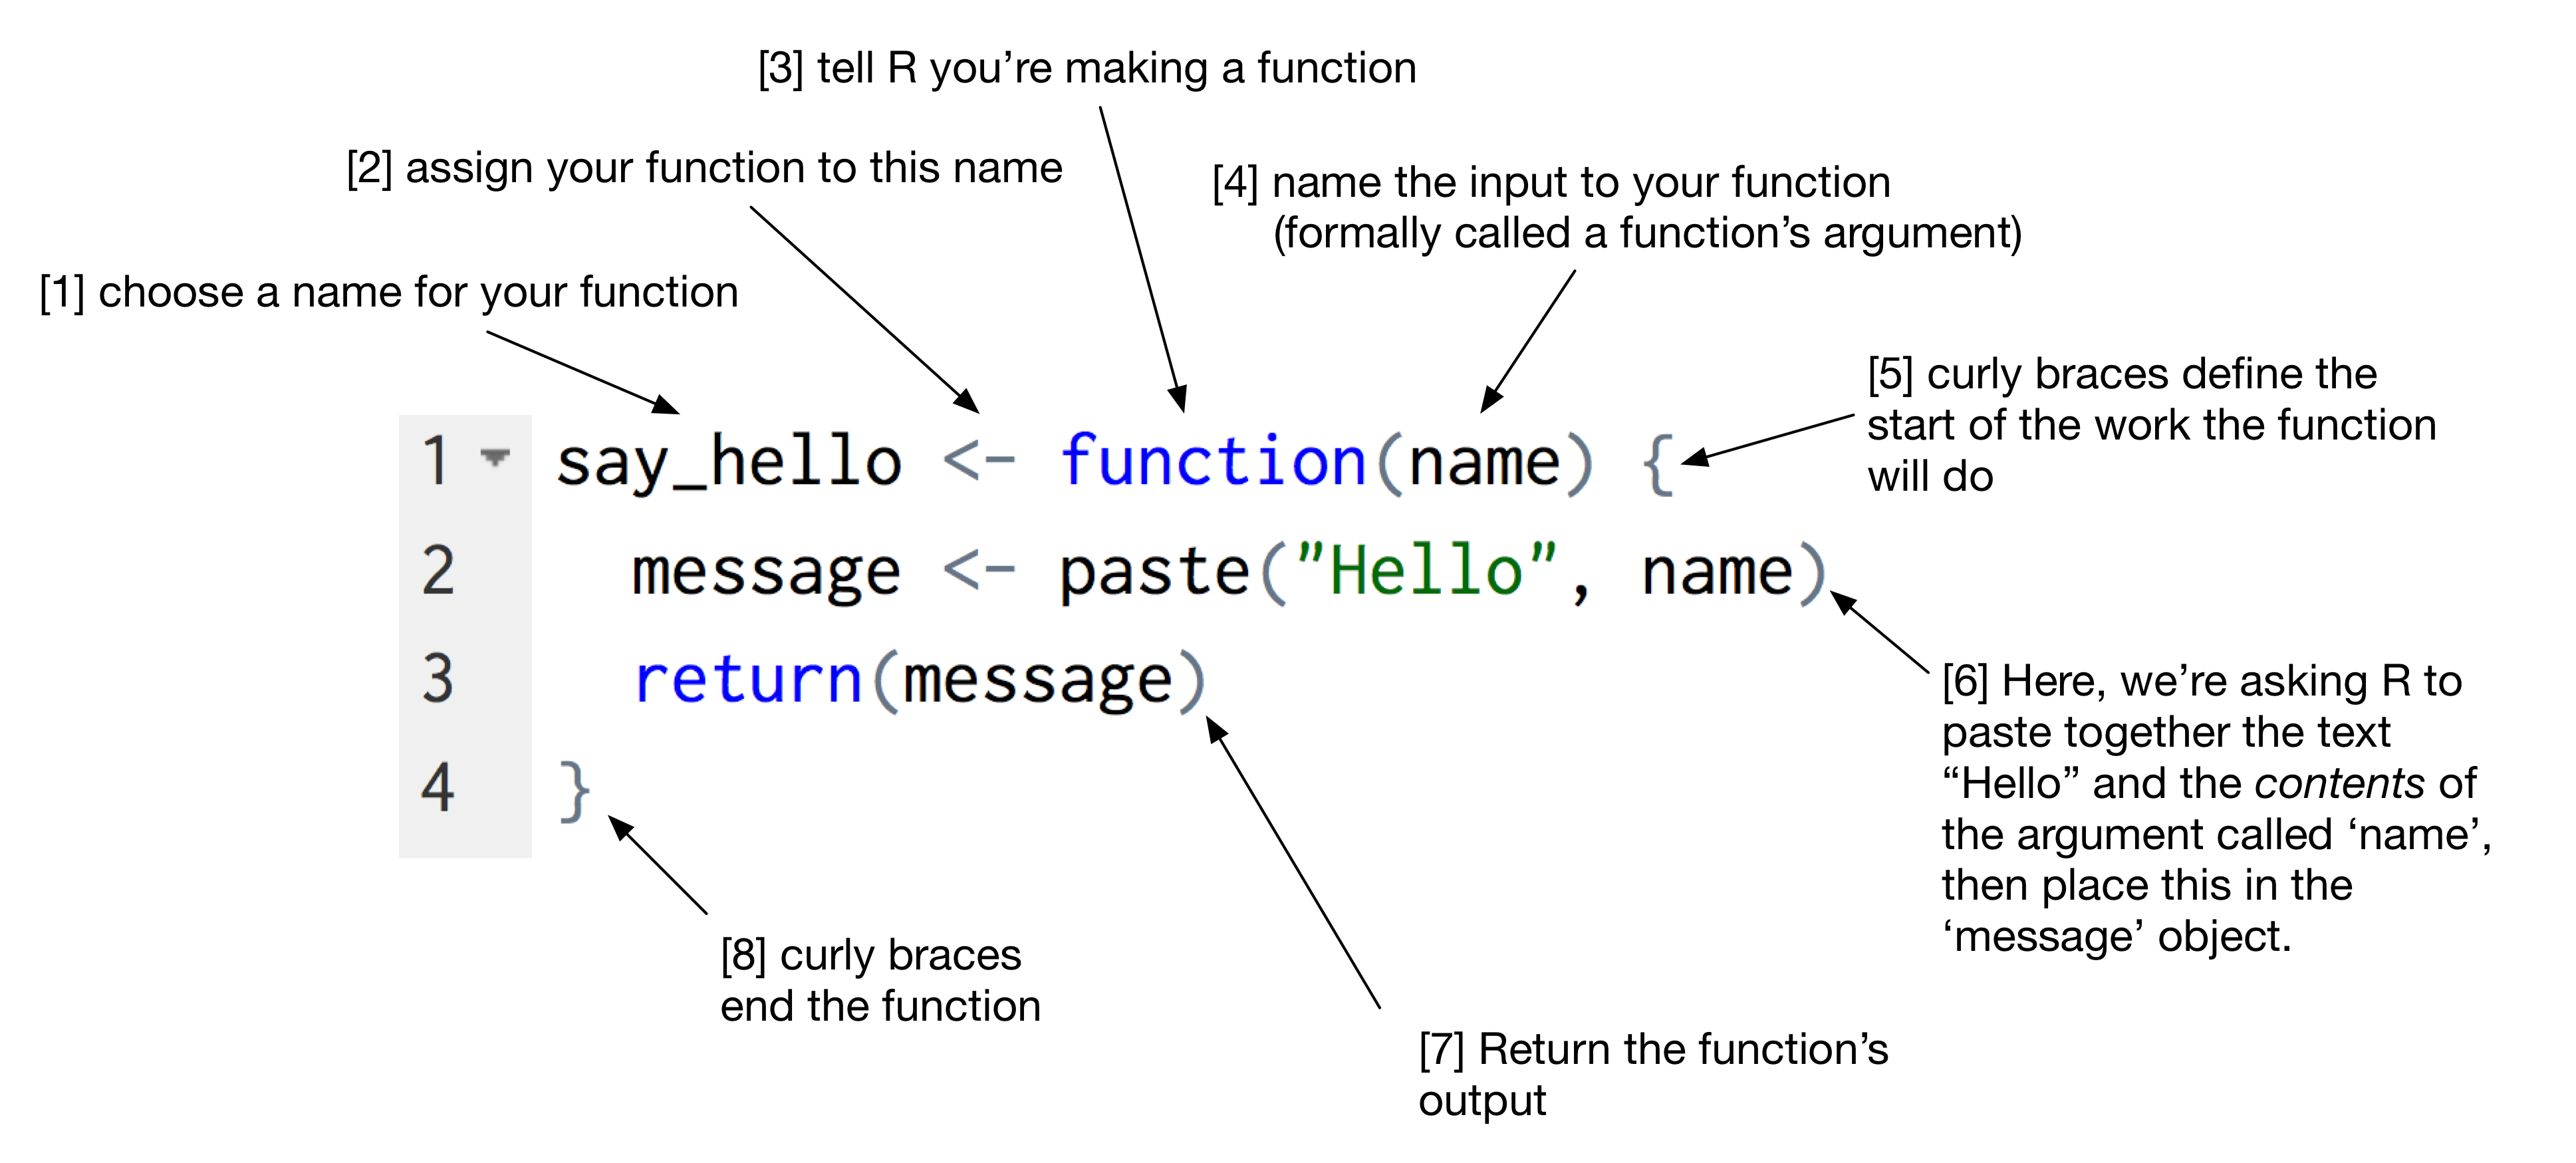 [3] tell R you’re making a function
[2] assign your function to this name
[4] name the input to your function
(formally called a function’s argument)
[1] choose a name for your function
[5] curly braces define the
start of the work the function
will do
1 say_hello <- function(name) {
2 message <- paste("Hello", name)
3 return(message)
4 }
[6] Here, we’re asking R to
paste together the text
“Hello” and the contents of
the argument called ‘name’,
then place this in the
‘message’ object.
[8] curly braces
end the function
[7] Return the function’s
output